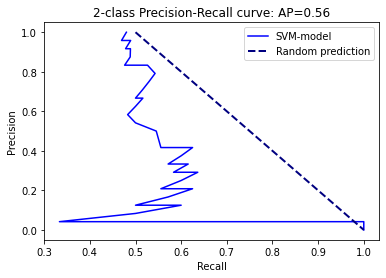 2-class Precision-Recall curve: AP=0.56
SVM-model
Random prediction
Precision
1.0
0.8
0.6
0.4
0.2
0.0
0.3
0.4
0.5
0.6
0.7
0.8
0.9
1.0
Recall